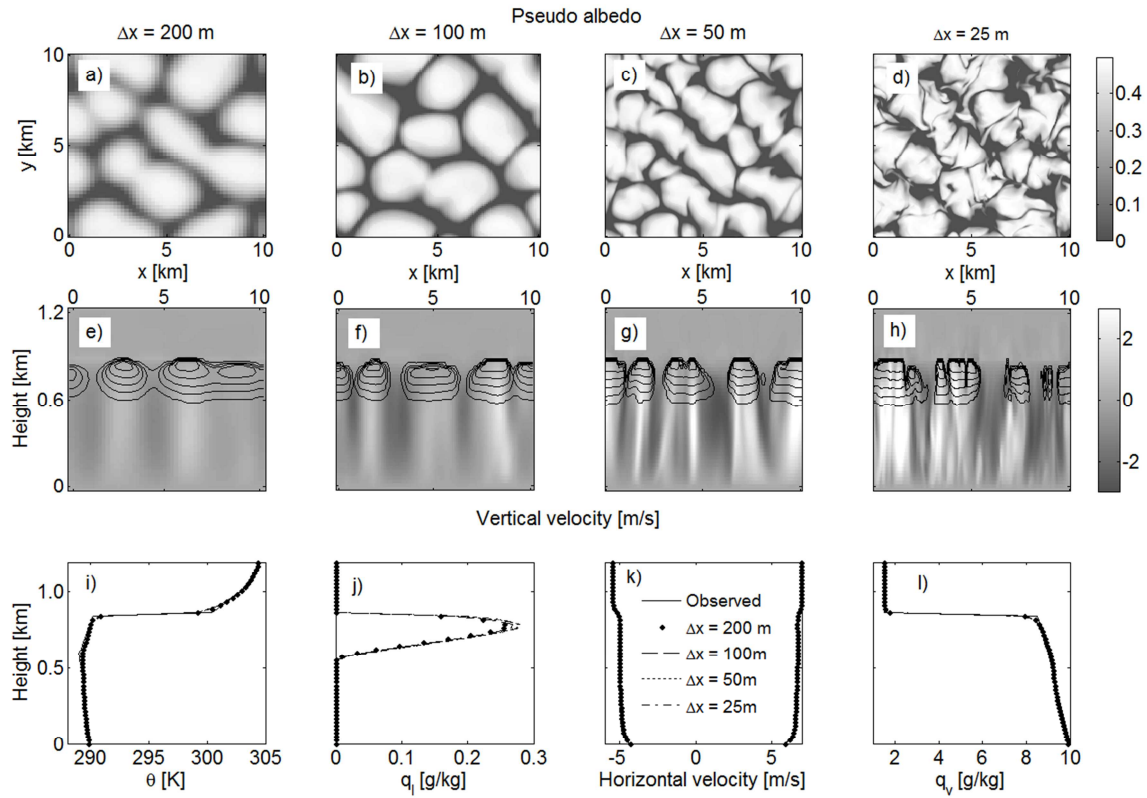 Pseudo albedo
Δx = 200 m
Δx = 100 m
Δx = 50 m
Δx = 25 m
a)
b)
c)
d)
10
5
0
y [km]
0 5 10
0 5 10
0 5 10
0 5 10
x [km]
x [km]
x [km]
x [km]
0.4
0.3
0.2
0.1
0
0 5 10
0 5 10
0 5 10
0 5 10
e)
f)
g)
h)
1.2
0.6
0
Height [km]
2
0
-2
Vertical velocity [m/s]
i)
j)
k)
l)
1.0
0.5
0
Height [km]
Observed
Δx = 200 m
Δx = 100m
Δx = 50m
Δx = 25m
290 295 300 305
0 0.1 0.2 0.3
-5 0 5
2 4 6 8 10
θ [K]
q_l [g/kg]
Horizontal velocity [m/s]
q_v [g/kg]